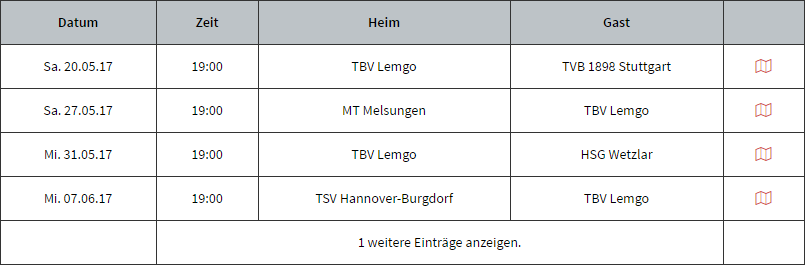 Datum Zeit Heim Gast
Sa. 20.05.17 19:00 TBV Lemgo TVB 1898 Stuttgart
Sa. 27.05.17 19:00 MT Melsungen TBV Lemgo
Mi. 31.05.17 19:00 TBV Lemgo HSG Wetzlar
Mi. 07.06.17 19:00 TSV Hannover-Burgdorf TBV Lemgo
1 weitere Einträge anzeigen.